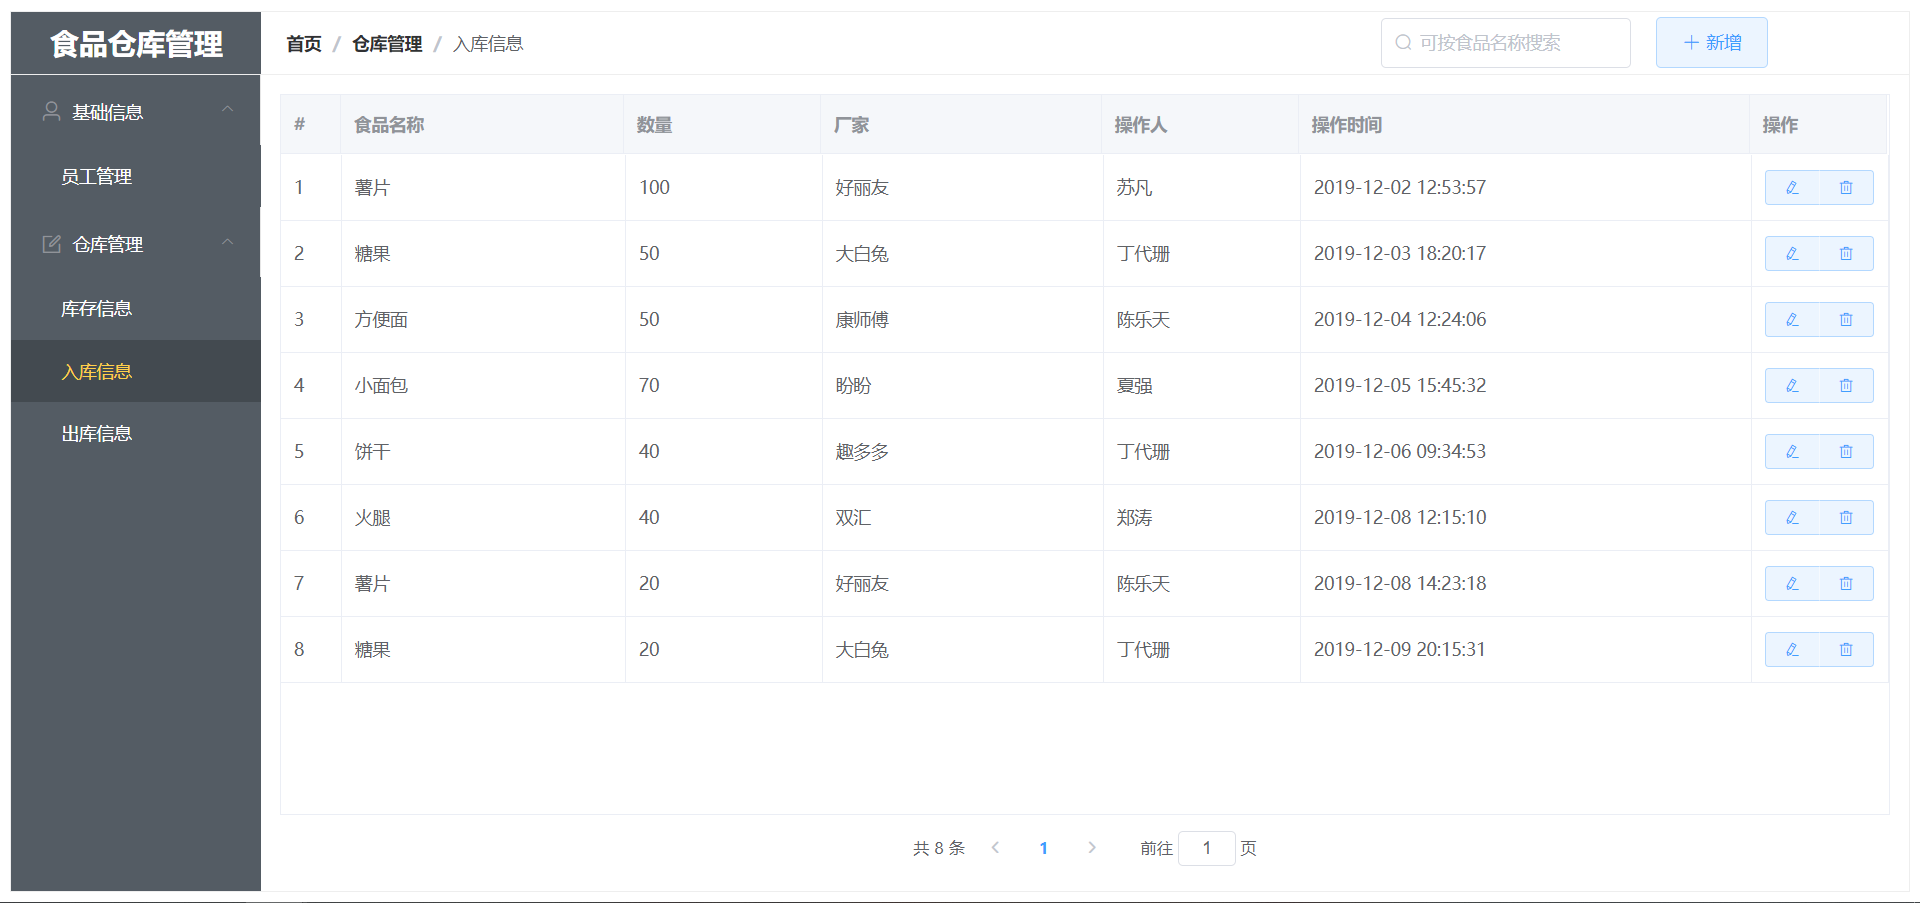 食品仓库管理
首页 / 仓库管理 / 入库信息
可按食品名称搜索
新增
基础信息
员工管理
仓库管理
库存信息
入库信息
出库信息
# 食品名称 数量 厂家 操作人 操作时间 操作
1 薯片 100 好丽友 苏凡 2019-12-02 12:53:57
2 糖果 50 大白兔 丁代珊 2019-12-03 18:20:17
3 方便面 50 康师傅 陈乐天 2019-12-04 12:24:06
4 小面包 70 盼盼 夏强 2019-12-05 15:45:32
5 饼干 40 趣多多 丁代珊 2019-12-06 09:34:53
6 火腿 40 双汇 郑涛 2019-12-08 12:15:10
7 薯片 20 好丽友 陈乐天 2019-12-08 14:23:18
8 糖果 20 大白兔 丁代珊 2019-12-09 20:15:31
共 8 条 1 前往 1 页